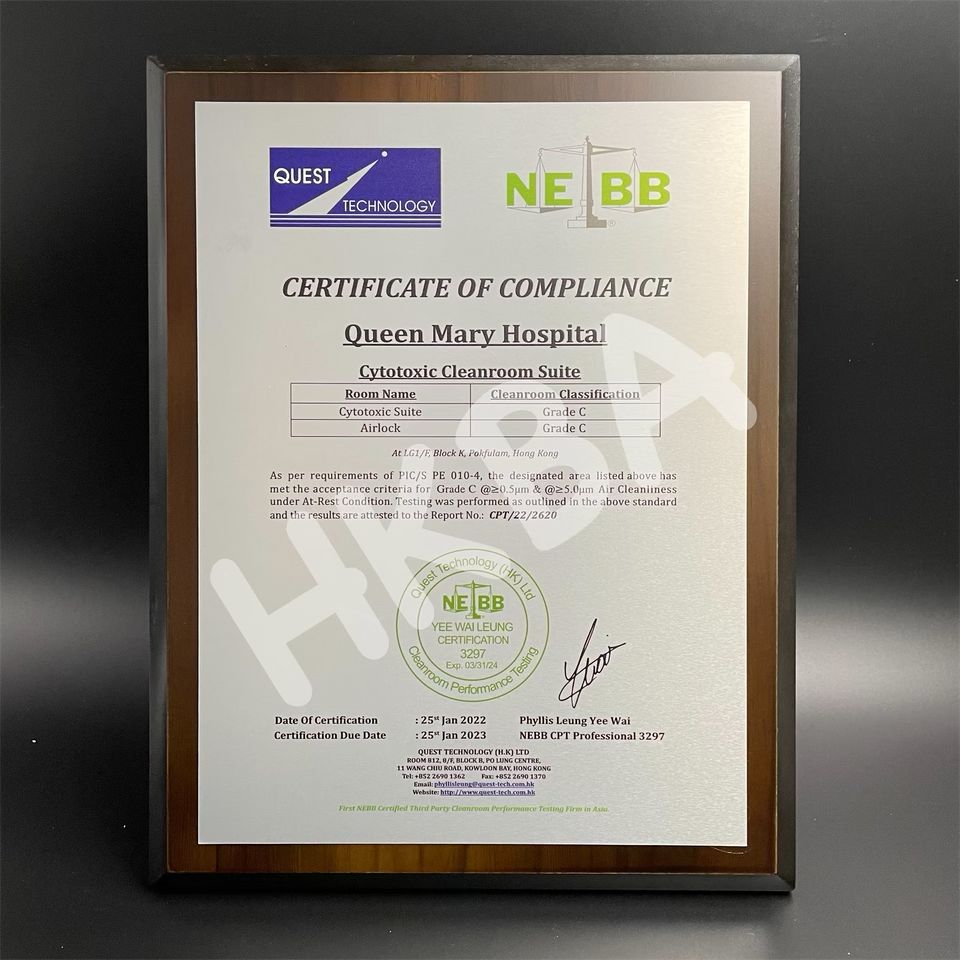 QUEST
TECHNOLOGY
NEBB
®
CERTIFICATE OF COMPLIANCE
Queen Mary Hospital
Cytotoxic Cleanroom Suite
Room Name Cleanroom Classification
Cytotoxic Suite Grade C
Airlock Grade C
At LG1/F, Block K, Pokfulam, Hong Kong
As per requirements of PIC/S PE 010-4, the designated area listed above has
met the acceptance criteria for Grade C @≥0.5µm & @≥5.0µm Air Cleanliness
under At-Rest Condition. Testing was performed as outlined in the above standard
and the results are attested to the Report No.: CPT/22/2620
HKBA
Quest Technology (HK) Ltd
NEBB
YEE WAI LEUNG
CERTIFICATION
3297
Exp. 03/31/24
Cleanroom Performance Testing
Date Of Certification : 25st Jan 2022 Phyllis Leung Yee Wai
Certification Due Date : 25st Jan 2023 NEBB CPT Professional 3297
QUEST TECHNOLOGY (H.K) LTD
ROOM 812, 8/F, BLOCK B, PO LUNG CENTRE,
11 WANG CHIU ROAD, KOWLOON BAY, HONG KONG
Tel: +852 2690 1362 Fax: +852 2690 1370
Email: phyllisleung@quest-tech.com.hk
Website: http://www.quest-tech.com.hk
First NEBB Certified Third Party Cleanroom Performance Testing Firm in Asia.